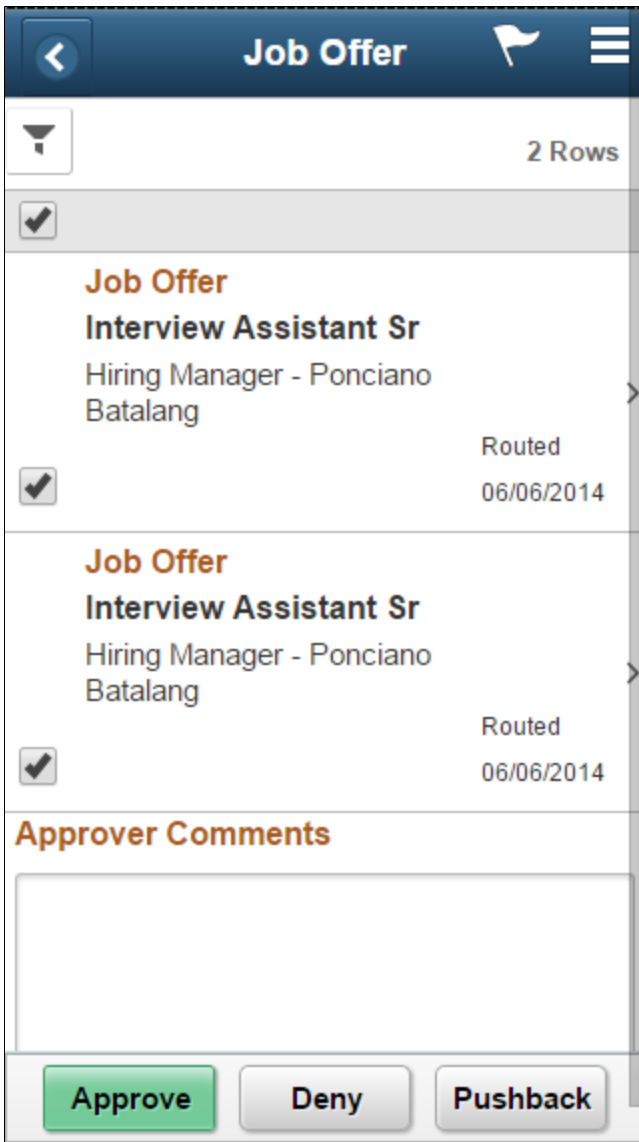 Job Offer
2 Rows
Job Offer
Interview Assistant Sr
Hiring Manager - Ponciano
Batalang
Routed
06/06/2014
Job Offer
Interview Assistant Sr
Hiring Manager - Ponciano
Batalang
Routed
06/06/2014
Approver Comments
Approve Deny Pushback